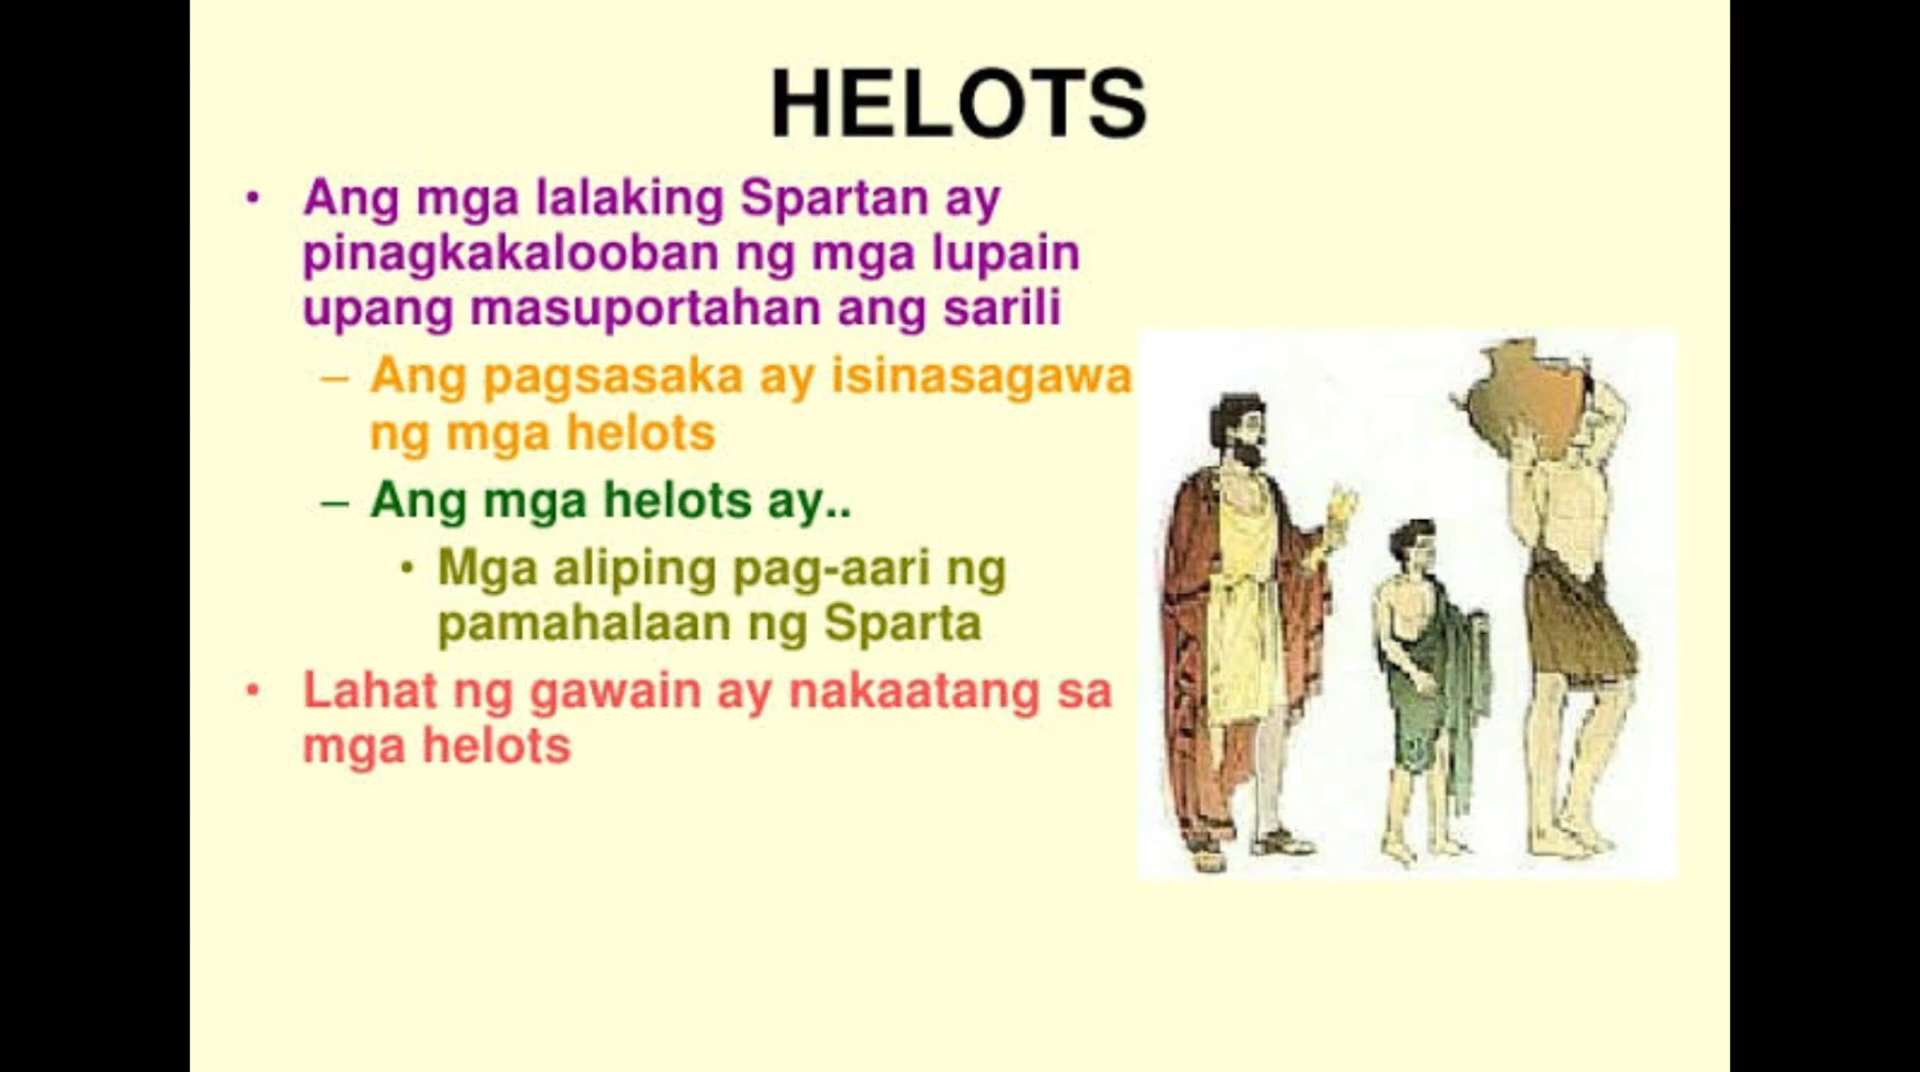 HELOTS
• Ang mga lalaking Spartan ay
pinagkakalooban ng mga lupain
upang masuportahan ang sarili
– Ang pagsasaka ay isinasagawa
ng mga helots
– Ang mga helots ay..
• Mga aliping pag-aari ng
pamahalaan ng Sparta
• Lahat ng gawain ay nakaatang sa
mga helots